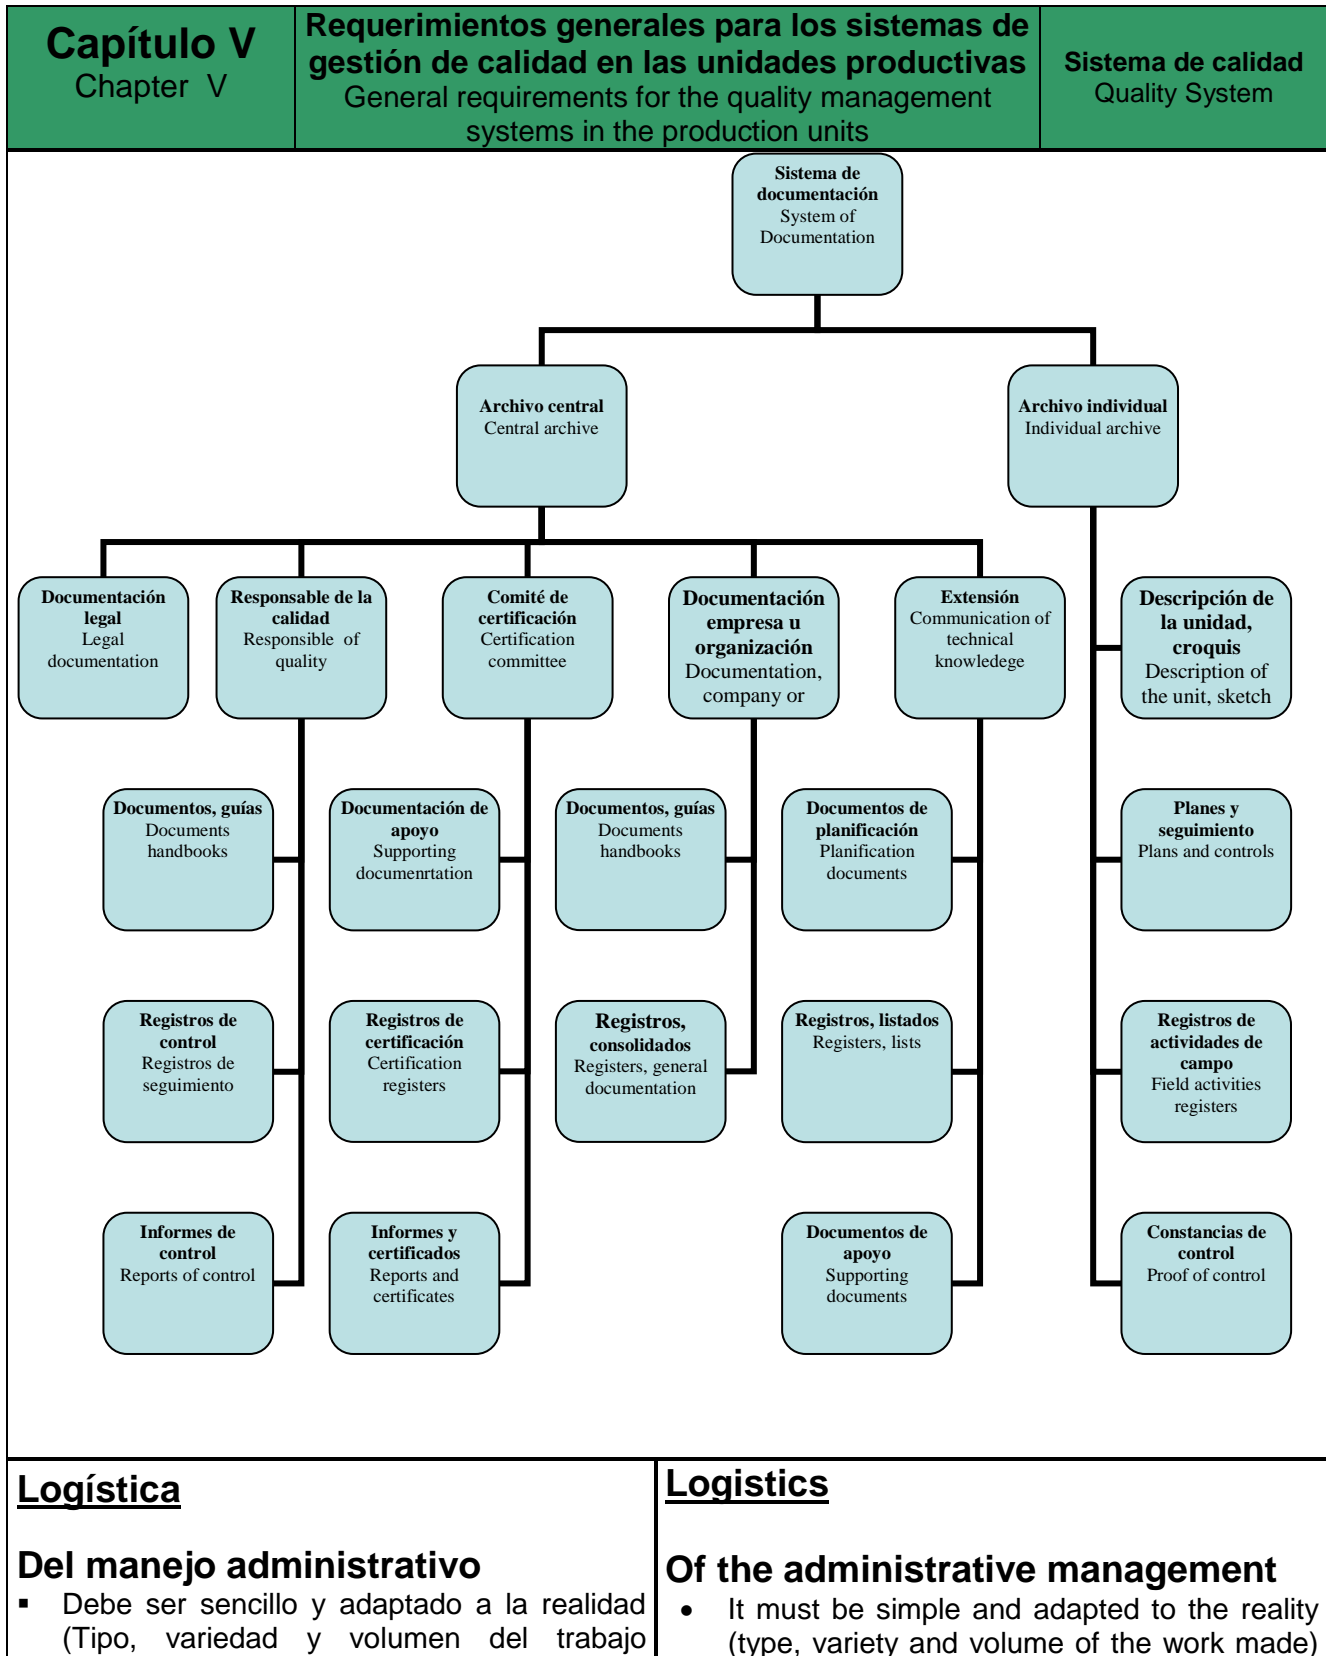 Capítulo V
Chapter V
Requerimientos generales para los sistemas de
gestión de calidad en las unidades productivas
General requirements for the quality management
systems in the production units
Sistema de calidad
Quality System
Sistema de
documentación
System of
Documentation
Archivo central
Central archive
Archivo individual
Individual archive
Documentación
legal
Legal
documentation
Responsable de la
calidad
Responsible of
quality
Comité de
certificación
Certification
committee
Documentación
empresa u
organización
Documentation,
company or
Extensión
Communication of
technical
knowledege
Descripción de
la unidad,
croquis
Description of
the unit, sketch
Documentos, guías
Documents
handbooks
Documentación de
apoyo
Supporting
documenrtation
Documentos, guías
Documents
handbooks
Documentos de
planificación
Planification
documents
Planes y
seguimiento
Plans and controls
Registros de
control
Registros de
seguimiento
Registros de
certificación
Certification
registers
Registros,
consolidados
Registers, general
documentation
Registros, listados
Registers, lists
Registros de
actividades de
campo
Field activities
registers
Informes de
control
Reports of control
Informes y
certificados
Reports and
certificates
Documentos de
apoyo
Supporting
documents
Constancias de
control
Proof of control
Logística
Del manejo administrativo
▪ Debe ser sencillo y adaptado a la realidad
(Tipo, variedad y volumen del trabajo
Logistics
Of the administrative management
• It must be simple and adapted to the reality
(type, variety and volume of the work made)